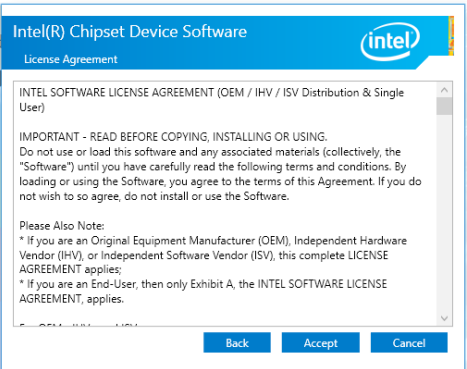 Intel(R) Chipset Device Software
intel
License Agreement
INTEL SOFTWARE LICENSE AGREEMENT (OEM / IHV / ISV Distribution & Single
User)
IMPORTANT - READ BEFORE COPYING, INSTALLING OR USING.
Do not use or load this software and any associated materials (collectively, the
"Software") until you have carefully read the following terms and conditions. By
loading or using the Software, you agree to the terms of this Agreement. If you do
not wish to so agree, do not install or use the Software.
Please Also Note:
* If you are an Original Equipment Manufacturer (OEM), Independent Hardware
Vendor (IHV), or Independent Software Vendor (ISV), this complete LICENSE
AGREEMENT applies;
* If you are an End-User, then only Exhibit A, the INTEL SOFTWARE LICENSE
AGREEMENT, applies.
Back Accept Cancel